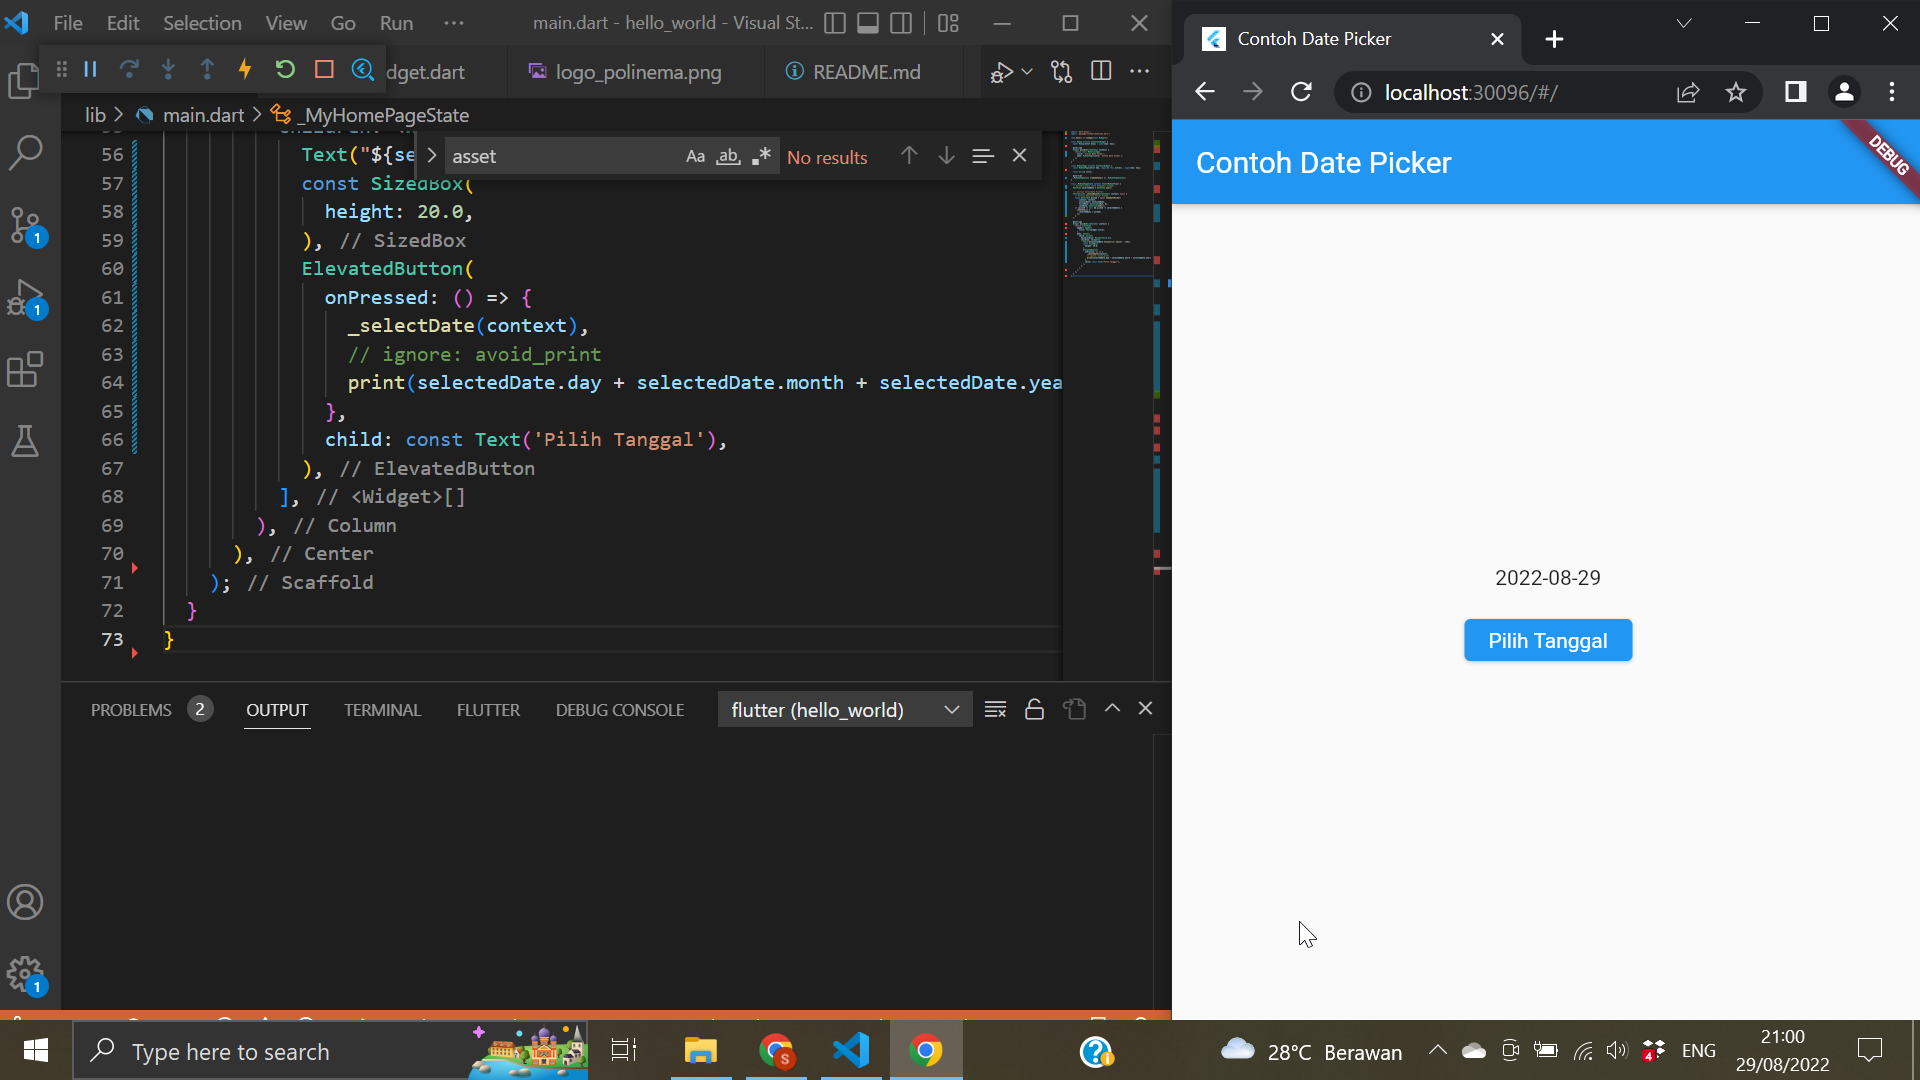 File Edit Selection View Go Run ··· main.dart - hello_world - Visual St...
dget.dart logo_polinema.png README.md
lib > main.dart > _MyHomePageState
asset Aa ab .* No results
56 Text("${se
57 const SizedBox(
58 height: 20.0,
59 ), // SizedBox
60 ElevatedButton(
61 onPressed: () => {
62 _selectDate(context),
63 // ignore: avoid_print
64 print(selectedDate.day + selectedDate.month + selectedDate.yea
65 },
66 child: const Text('Pilih Tanggal'),
67 ), // ElevatedButton
68 ], // <Widget>[]
69 ), // Column
70 ), // Center
71 ); // Scaffold
72 }
73 }
1
1
1
PROBLEMS 2 OUTPUT TERMINAL FLUTTER DEBUG CONSOLE flutter (hello_world)
Contoh Date Picker
localhost:30096/#/
Contoh Date Picker
DEBUG
2022-08-29
Pilih Tanggal
Type here to search
S
28°C Berawan
4
ENG
21:00
29/08/2022